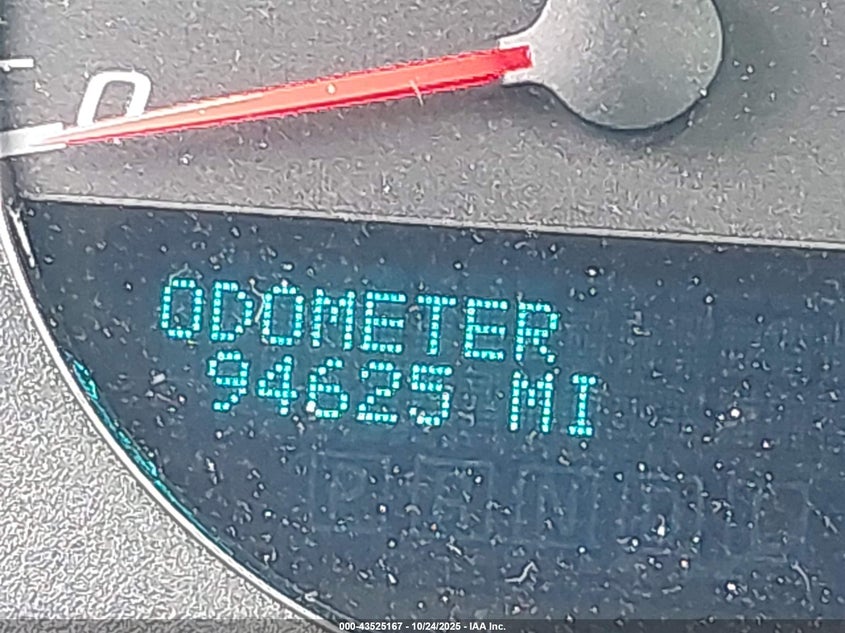 0
ODOMETER
94625 MI
P R N D L
000-43525167 - 10/24/2025 - IAA Inc.